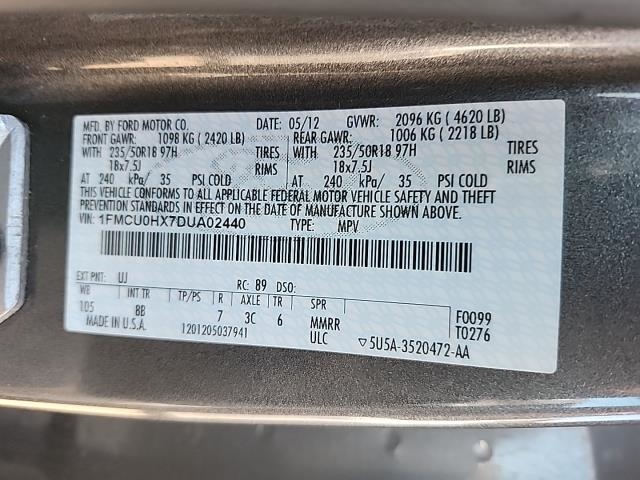 MFD. BY FORD MOTOR CO. DATE: 05/12 GVWR: 2096 KG ( 4620 LB)
FRONT GAWR: 1098 KG ( 2420 LB) REAR GAWR: 1006 KG ( 2218 LB)
WITH 235/50R18 97H TIRES WITH 235/50R18 97H TIRES
18x7.5J RIMS 18x7.5J RIMS
AT 240 kPa/ 35 PSI COLD AT 240 kPa/ 35 PSI COLD
THIS VEHICLE CONFORMS TO ALL APPLICABLE FEDERAL MOTOR VEHICLE SAFETY AND THEFT
PREVENTION STANDARDS IN EFFECT ON THE DATE OF MANUFACTURE SHOWN ABOVE.
VIN: 1FMCU0HX7DUA02440 TYPE: MPV
EXT PNT: UJ RC: 89 DSO:
WB INT TR TP/PS R AXLE TR SPR
105 8B 7 3C 6 MMRR F0099
MADE IN U.S.A. 1201205037941 ULC 5U5A-3520472-AA T0276